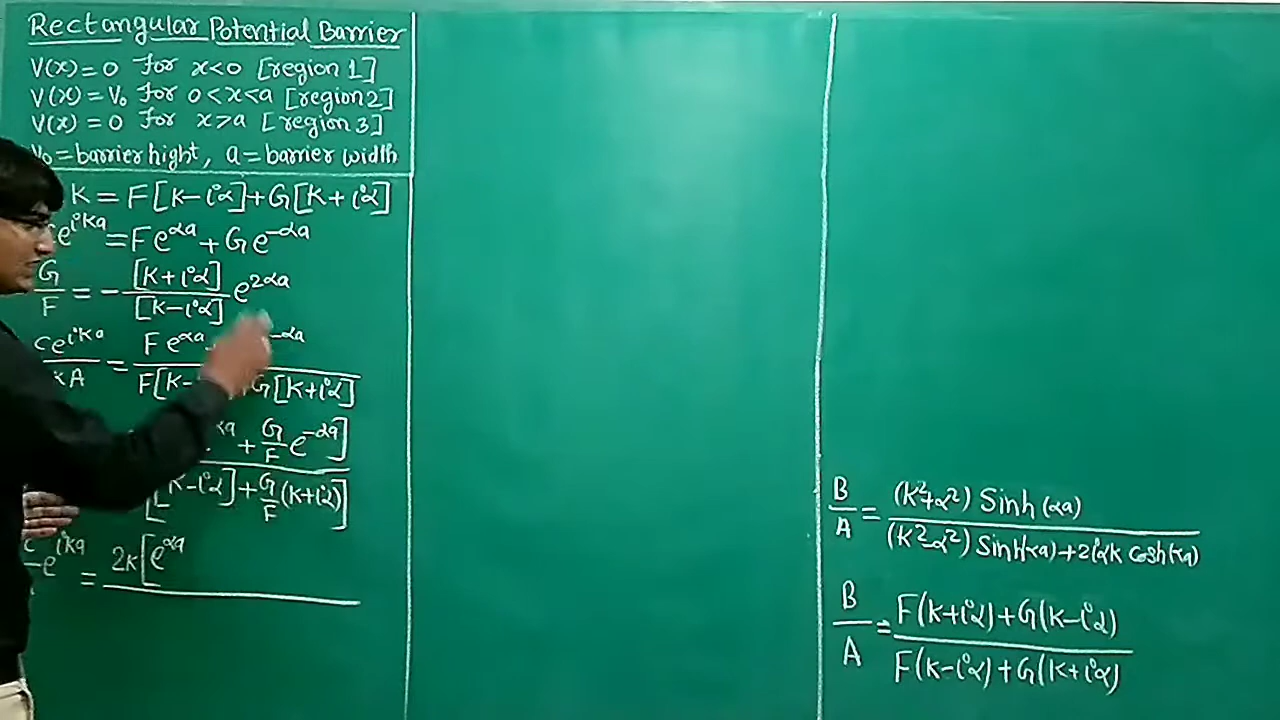 Rectangular Potential Barrier
V(x) = 0 for x<0 [region 1]
V(x) = V₀ for 0<x<a [region 2]
V(x) = 0 for x>a [region 3]
V₀ = barrier hight, a = barrier width
K = F[K-iα]+G[K+iα]
e^{iKa} = Fe^{αa} + Ge^{-αa}
G/F = - [K+iα]/[K-iα] e^{2αa}
Ce^{iKa}/KA = Fe^{αa} e^{-αa} / F[K- G[K+iα]
+ G/F e^{-αa}]
[K-iα] + G/F (K+iα)]
e^{iKa} = 2K[e^{αa}
B/A = (K²+α²) Sinh(αa) / (K²-α²) Sinh(αa)+2iαK Cosh(αa)
B/A = F(K+iα)+G(K-iα) / F(K-iα)+G(K+iα)